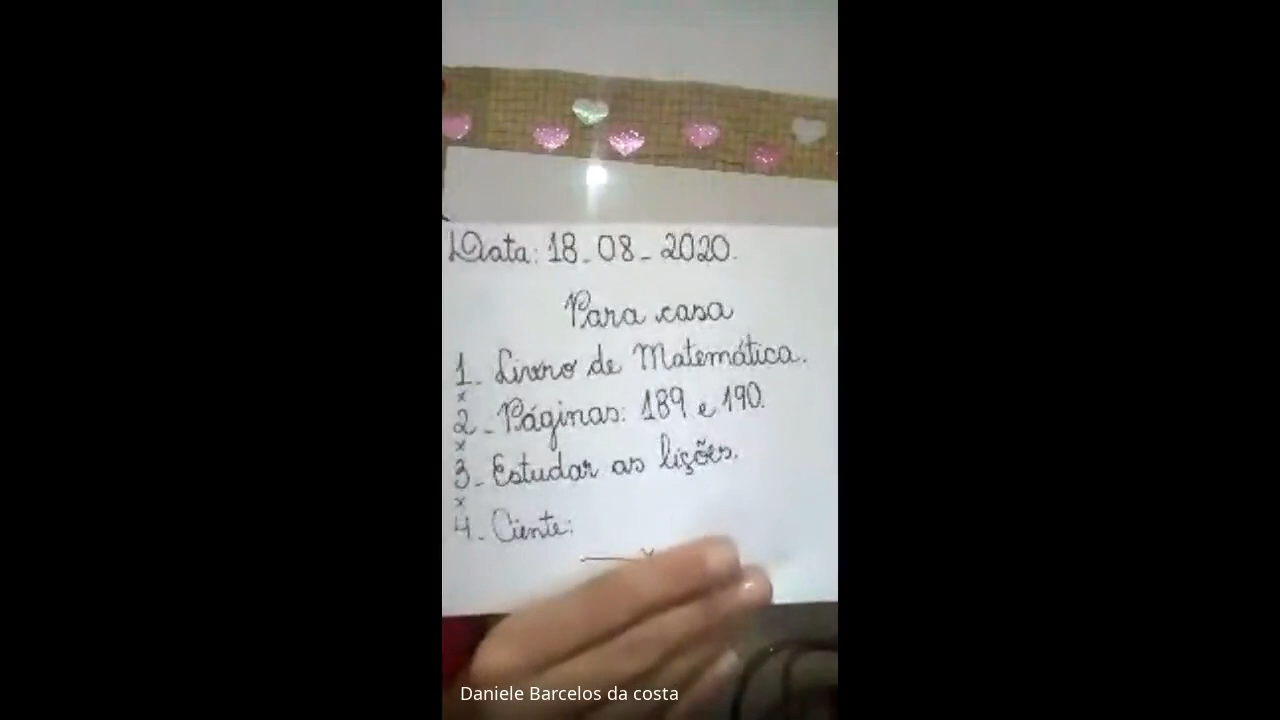 Data: 18-08-2020.
Para casa
1- Livro de Matemática.
x
2- Páginas: 189 e 190.
x
3- Estudar as lições.
x
4- Ciente:
x
Daniele Barcelos da costa